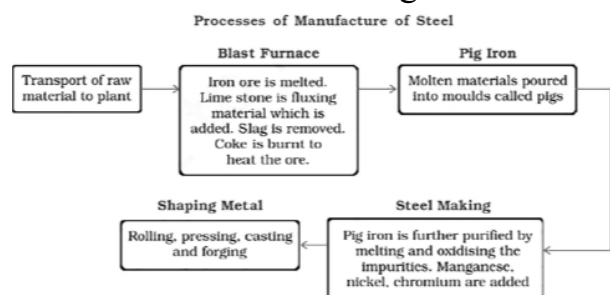 Processes of Manufacture of Steel
Blast Furnace
Pig Iron
Transport of raw
material to plant
Iron ore is melted.
Lime stone is fluxing
material which is
added. Slag is removed.
Coke is burnt to
heat the ore.
Molten materials poured
into moulds called pigs
Shaping Metal
Steel Making
Rolling, pressing, casting
and forging
Pig iron is further purified by
melting and oxidising the
impurities. Manganese,
nickel, chromium are added